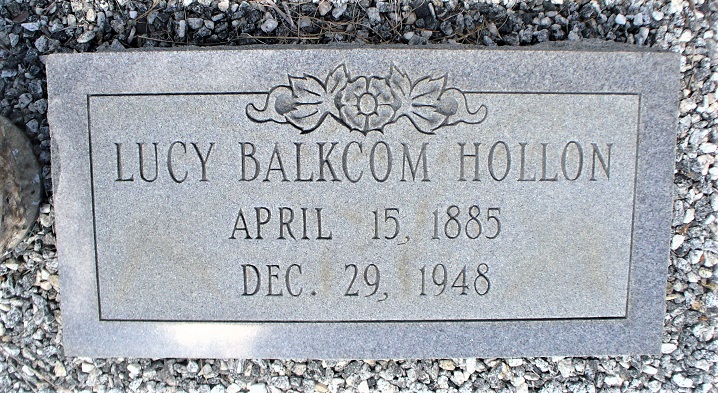 LUCY BALKCOM HOLLON
APRIL 15, 1885
DEC. 29, 1948